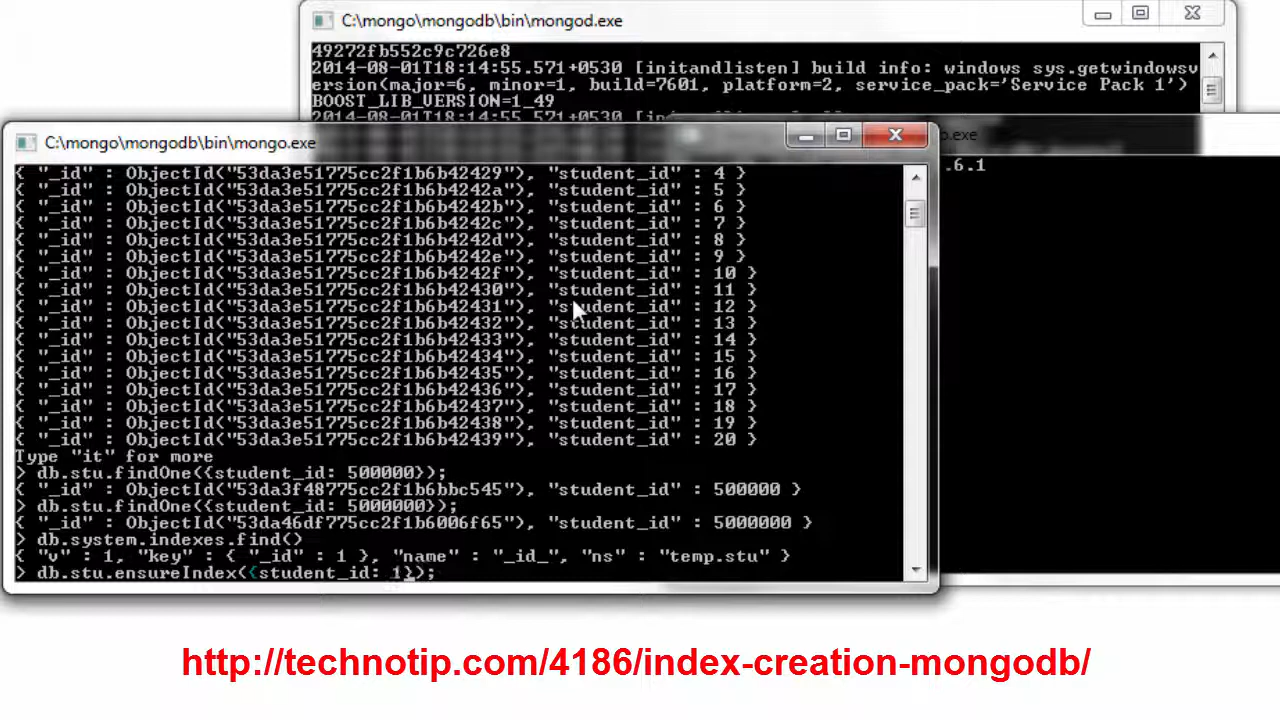 C:\mongo\mongodb\bin\mongod.exe
49272fb552c9c726e8
2014-08-01T18:14:55.571+0530 [initandlisten] build info: windows sys.getwindowsv
ersion(major=6, minor=1, build=7601, platform=2, service_pack='Service Pack 1')
BOOST_LIB_VERSION=1_49
2014-08-01T18:14:55.571+0530
o.exe
.6.1
C:\mongo\mongodb\bin\mongo.exe
{ "_id" : ObjectId("53da3e51775cc2f1b6b42429"), "student_id" : 4 }
{ "_id" : ObjectId("53da3e51775cc2f1b6b4242a"), "student_id" : 5 }
{ "_id" : ObjectId("53da3e51775cc2f1b6b4242b"), "student_id" : 6 }
{ "_id" : ObjectId("53da3e51775cc2f1b6b4242c"), "student_id" : 7 }
{ "_id" : ObjectId("53da3e51775cc2f1b6b4242d"), "student_id" : 8 }
{ "_id" : ObjectId("53da3e51775cc2f1b6b4242e"), "student_id" : 9 }
{ "_id" : ObjectId("53da3e51775cc2f1b6b4242f"), "student_id" : 10 }
{ "_id" : ObjectId("53da3e51775cc2f1b6b42430"), "student_id" : 11 }
{ "_id" : ObjectId("53da3e51775cc2f1b6b42431"), "student_id" : 12 }
{ "_id" : ObjectId("53da3e51775cc2f1b6b42432"), "student_id" : 13 }
{ "_id" : ObjectId("53da3e51775cc2f1b6b42433"), "student_id" : 14 }
{ "_id" : ObjectId("53da3e51775cc2f1b6b42434"), "student_id" : 15 }
{ "_id" : ObjectId("53da3e51775cc2f1b6b42435"), "student_id" : 16 }
{ "_id" : ObjectId("53da3e51775cc2f1b6b42436"), "student_id" : 17 }
{ "_id" : ObjectId("53da3e51775cc2f1b6b42437"), "student_id" : 18 }
{ "_id" : ObjectId("53da3e51775cc2f1b6b42438"), "student_id" : 19 }
{ "_id" : ObjectId("53da3e51775cc2f1b6b42439"), "student_id" : 20 }
Type "it" for more
> db.stu.findOne({student_id: 500000});
{ "_id" : ObjectId("53da3f48775cc2f1b6bbc545"), "student_id" : 500000 }
> db.stu.findOne({student_id: 5000000});
{ "_id" : ObjectId("53da46df775cc2f1b6006f65"), "student_id" : 5000000 }
> db.system.indexes.find()
{ "v" : 1, "key" : { "_id" : 1 }, "name" : "_id_", "ns" : "temp.stu" }
> db.stu.ensureIndex({student_id: 1});
http://technotip.com/4186/index-creation-mongodb/